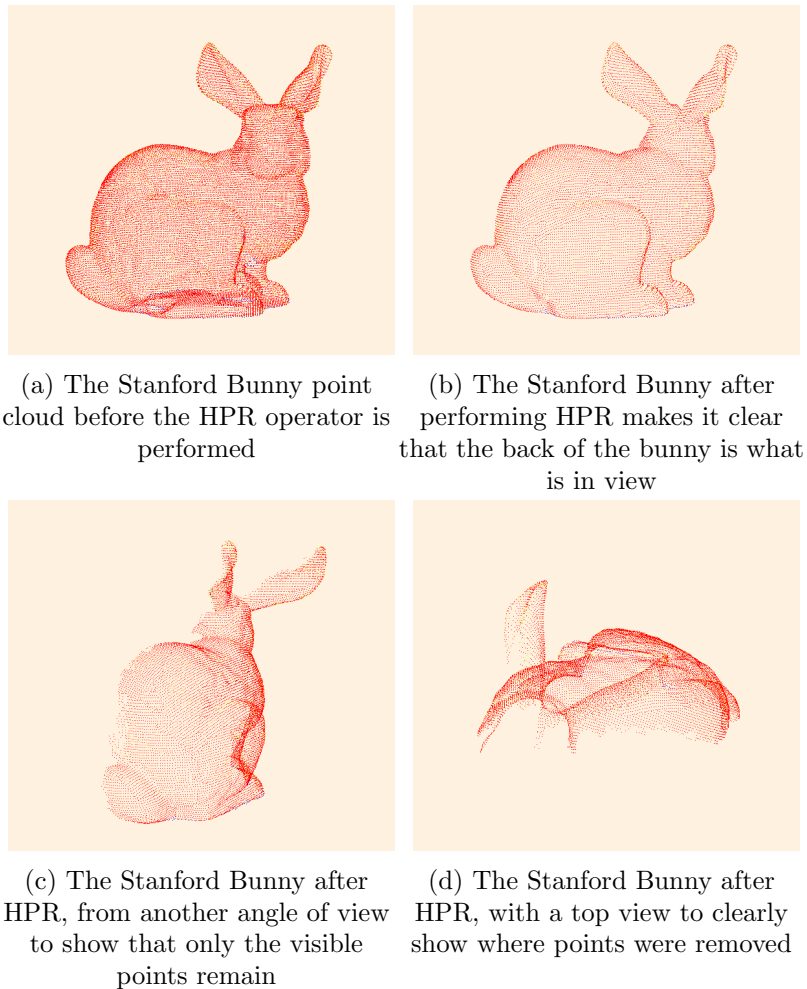 (a) The Stanford Bunny point
cloud before the HPR operator is
performed
(b) The Stanford Bunny after
performing HPR makes it clear
that the back of the bunny is what
is in view
(c) The Stanford Bunny after
HPR, from another angle of view
to show that only the visible
points remain
(d) The Stanford Bunny after
HPR, with a top view to clearly
show where points were removed